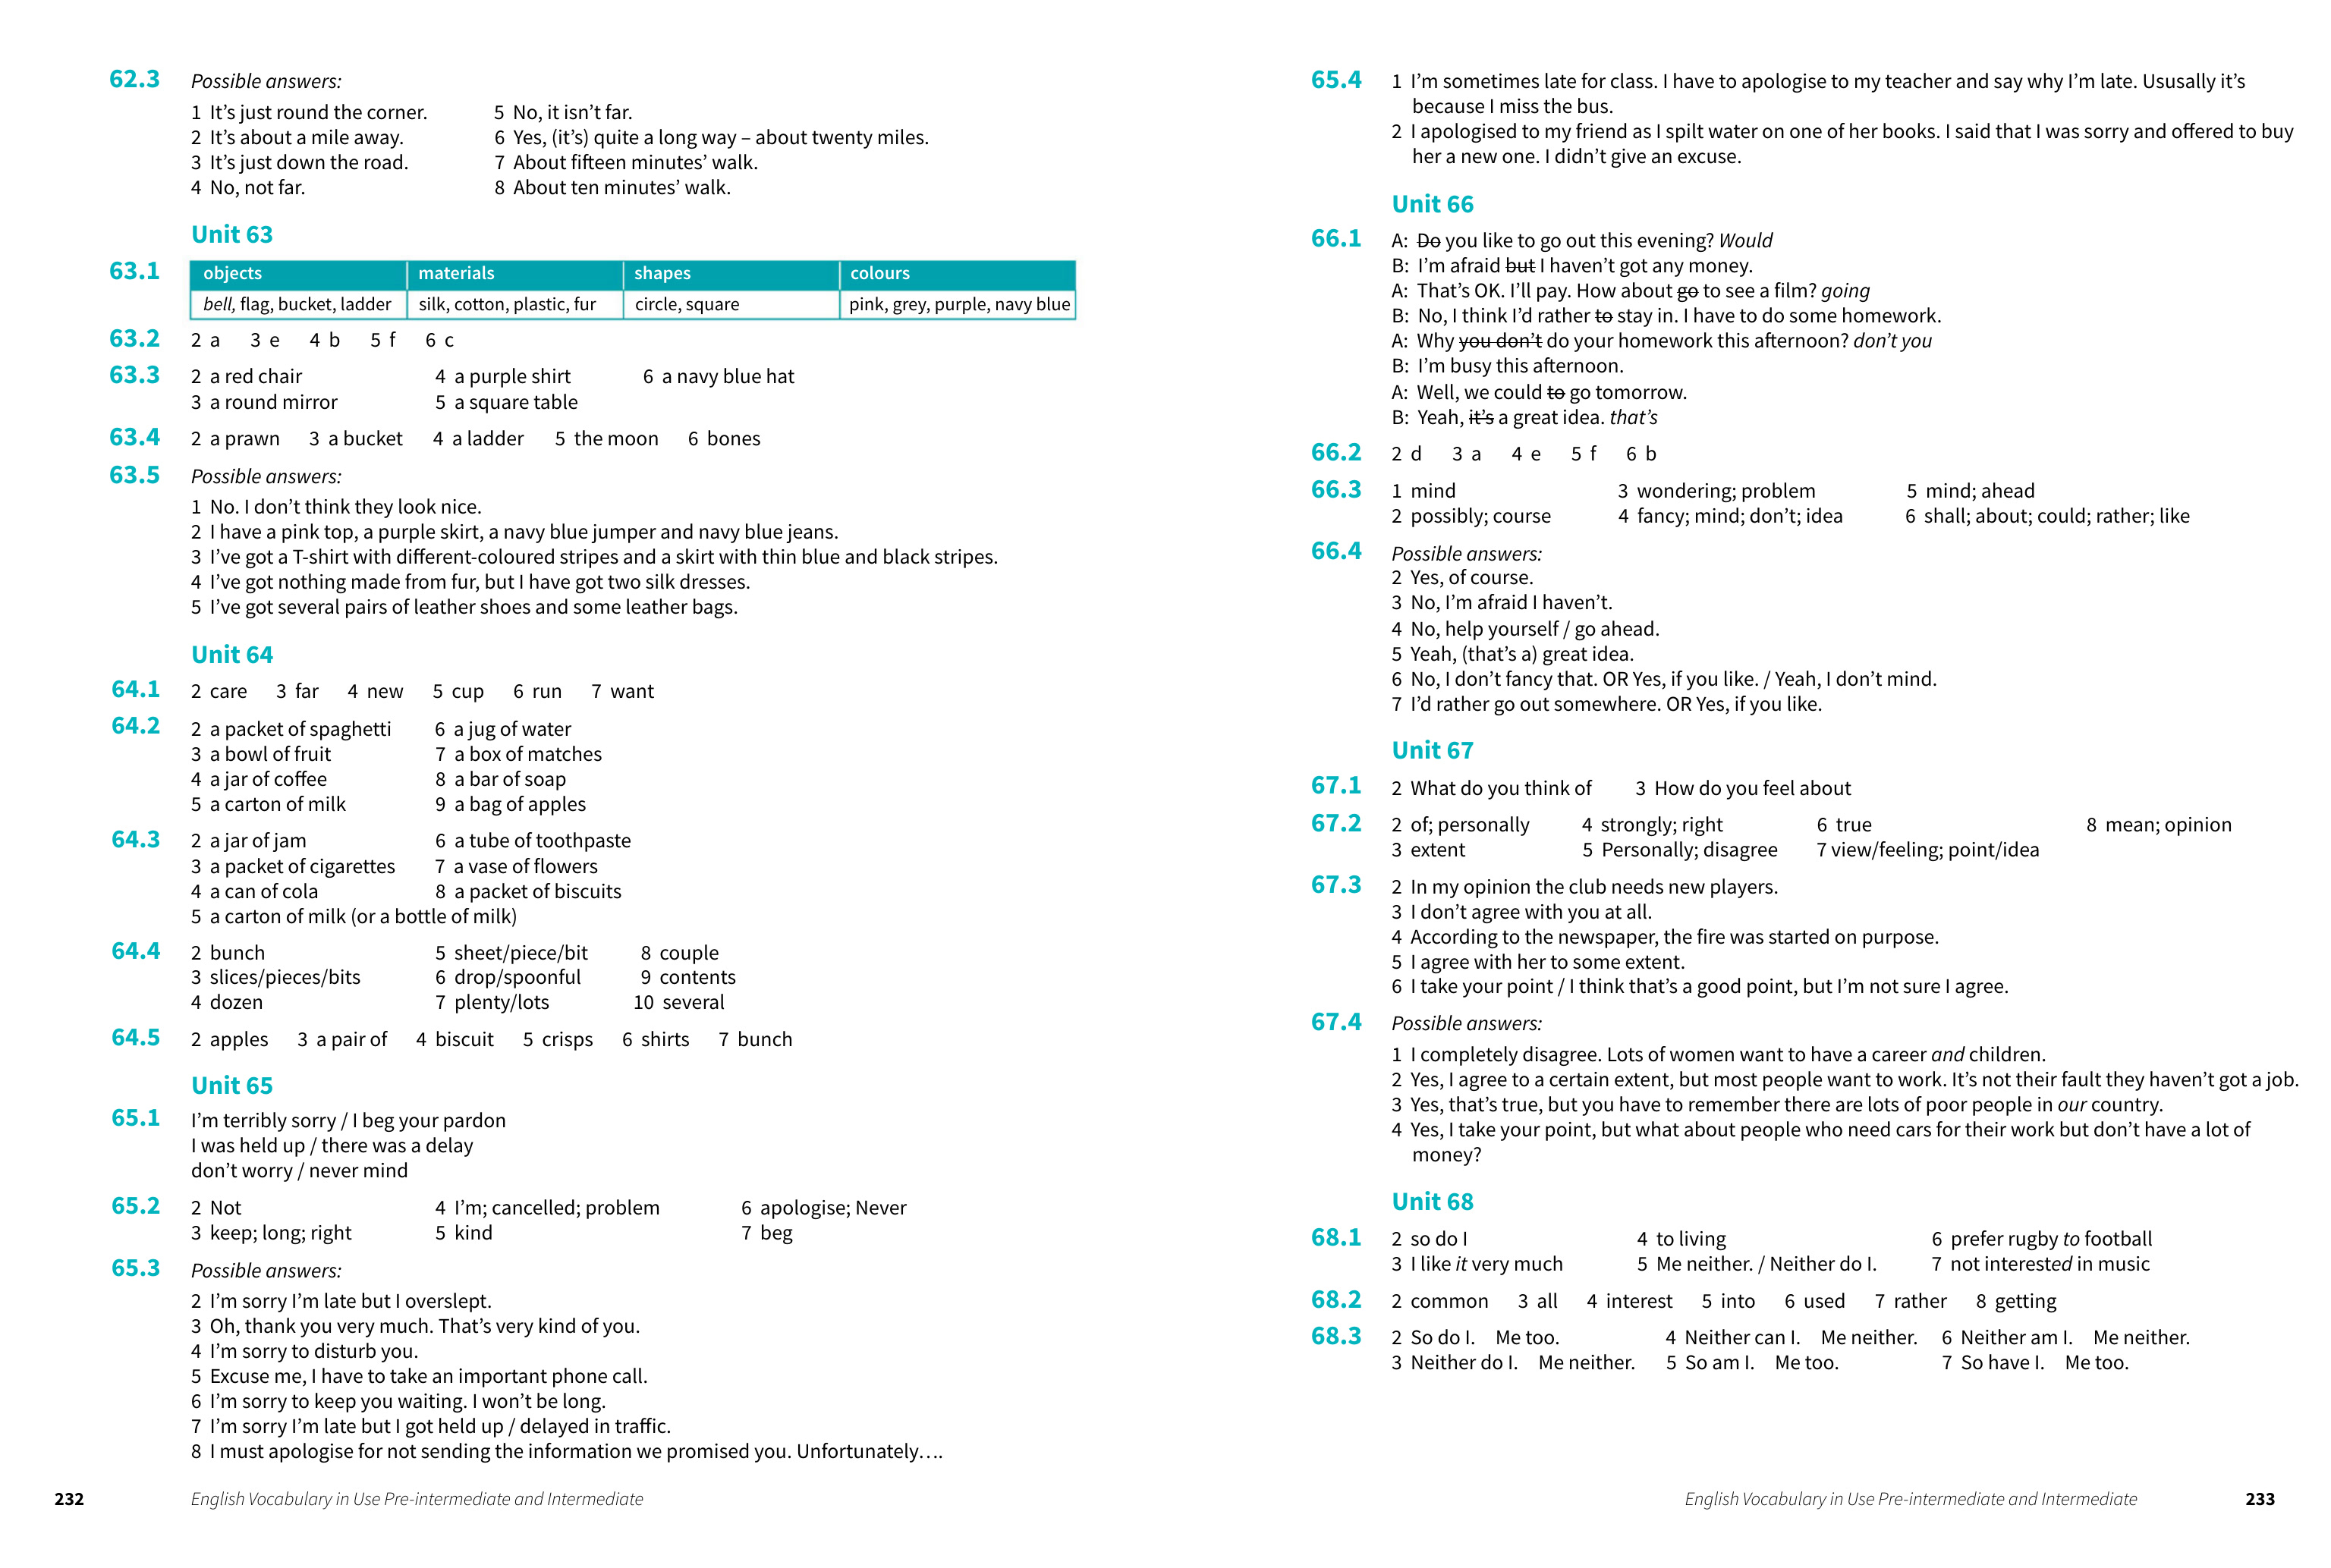 62.3 Possible answers:
1 It's just round the corner. 5 No, it isn't far.
2 It's about a mile away. 6 Yes, (it's) quite a long way – about twenty miles.
3 It's just down the road. 7 About fifteen minutes' walk.
4 No, not far. 8 About ten minutes' walk.
Unit 63
63.1 objects materials shapes colours
bell, flag, bucket, ladder silk, cotton, plastic, fur circle, square pink, grey, purple, navy blue
63.2 2 a 3 e 4 b 5 f 6 c
63.3 2 a red chair 4 a purple shirt 6 a navy blue hat
3 a round mirror 5 a square table
63.4 2 a prawn 3 a bucket 4 a ladder 5 the moon 6 bones
63.5 Possible answers:
1 No. I don't think they look nice.
2 I have a pink top, a purple skirt, a navy blue jumper and navy blue jeans.
3 I've got a T-shirt with different-coloured stripes and a skirt with thin blue and black stripes.
4 I've got nothing made from fur, but I have got two silk dresses.
5 I've got several pairs of leather shoes and some leather bags.
Unit 64
64.1 2 care 3 far 4 new 5 cup 6 run 7 want
64.2 2 a packet of spaghetti 6 a jug of water
3 a bowl of fruit 7 a box of matches
4 a jar of coffee 8 a bar of soap
5 a carton of milk 9 a bag of apples
64.3 2 a jar of jam 6 a tube of toothpaste
3 a packet of cigarettes 7 a vase of flowers
4 a can of cola 8 a packet of biscuits
5 a carton of milk (or a bottle of milk)
64.4 2 bunch 5 sheet/piece/bit 8 couple
3 slices/pieces/bits 6 drop/spoonful 9 contents
4 dozen 7 plenty/lots 10 several
64.5 2 apples 3 a pair of 4 biscuit 5 crisps 6 shirts 7 bunch
Unit 65
65.1 I'm terribly sorry / I beg your pardon
I was held up / there was a delay
don't worry / never mind
65.2 2 Not 4 I'm; cancelled; problem 6 apologise; Never
3 keep; long; right 5 kind 7 beg
65.3 Possible answers:
2 I'm sorry I'm late but I overslept.
3 Oh, thank you very much. That's very kind of you.
4 I'm sorry to disturb you.
5 Excuse me, I have to take an important phone call.
6 I'm sorry to keep you waiting. I won't be long.
7 I'm sorry I'm late but I got held up / delayed in traffic.
8 I must apologise for not sending the information we promised you. Unfortunately….
232 English Vocabulary in Use Pre-intermediate and Intermediate
65.4 1 I'm sometimes late for class. I have to apologise to my teacher and say why I'm late. Ususally it's
because I miss the bus.
2 I apologised to my friend as I spilt water on one of her books. I said that I was sorry and offered to buy
her a new one. I didn't give an excuse.
Unit 66
66.1 A: Do you like to go out this evening? Would
B: I'm afraid but I haven't got any money.
A: That's OK. I'll pay. How about go to see a film? going
B: No, I think I'd rather to stay in. I have to do some homework.
A: Why you don't do your homework this afternoon? don't you
B: I'm busy this afternoon.
A: Well, we could to go tomorrow.
B: Yeah, it's a great idea. that's
66.2 2 d 3 a 4 e 5 f 6 b
66.3 1 mind 3 wondering; problem 5 mind; ahead
2 possibly; course 4 fancy; mind; don't; idea 6 shall; about; could; rather; like
66.4 Possible answers:
2 Yes, of course.
3 No, I'm afraid I haven't.
4 No, help yourself / go ahead.
5 Yeah, (that's a) great idea.
6 No, I don't fancy that. OR Yes, if you like. / Yeah, I don't mind.
7 I'd rather go out somewhere. OR Yes, if you like.
Unit 67
67.1 2 What do you think of 3 How do you feel about
67.2 2 of; personally 4 strongly; right 6 true 8 mean; opinion
3 extent 5 Personally; disagree 7 view/feeling; point/idea
67.3 2 In my opinion the club needs new players.
3 I don't agree with you at all.
4 According to the newspaper, the fire was started on purpose.
5 I agree with her to some extent.
6 I take your point / I think that's a good point, but I'm not sure I agree.
67.4 Possible answers:
1 I completely disagree. Lots of women want to have a career and children.
2 Yes, I agree to a certain extent, but most people want to work. It's not their fault they haven't got a job.
3 Yes, that's true, but you have to remember there are lots of poor people in our country.
4 Yes, I take your point, but what about people who need cars for their work but don't have a lot of
money?
Unit 68
68.1 2 so do I 4 to living 6 prefer rugby to football
3 I like it very much 5 Me neither. / Neither do I. 7 not interested in music
68.2 2 common 3 all 4 interest 5 into 6 used 7 rather 8 getting
68.3 2 So do I. Me too. 4 Neither can I. Me neither. 6 Neither am I. Me neither.
3 Neither do I. Me neither. 5 So am I. Me too. 7 So have I. Me too.
English Vocabulary in Use Pre-intermediate and Intermediate 233